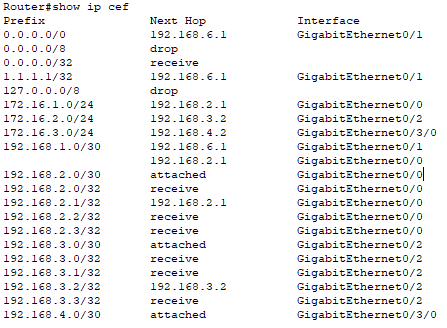 Router#show ip cef
Prefix Next Hop Interface
0.0.0.0/0 192.168.6.1 GigabitEthernet0/1
0.0.0.0/8 drop
0.0.0.0/32 receive
1.1.1.1/32 192.168.6.1 GigabitEthernet0/1
127.0.0.0/8 drop
172.16.1.0/24 192.168.2.1 GigabitEthernet0/0
172.16.2.0/24 192.168.3.2 GigabitEthernet0/2
172.16.3.0/24 192.168.4.2 GigabitEthernet0/3/0
192.168.1.0/30 192.168.6.1 GigabitEthernet0/1
192.168.2.1 GigabitEthernet0/0
192.168.2.0/30 attached GigabitEthernet0/0
192.168.2.0/32 receive GigabitEthernet0/0
192.168.2.1/32 192.168.2.1 GigabitEthernet0/0
192.168.2.2/32 receive GigabitEthernet0/0
192.168.2.3/32 receive GigabitEthernet0/0
192.168.3.0/30 attached GigabitEthernet0/2
192.168.3.0/32 receive GigabitEthernet0/2
192.168.3.1/32 receive GigabitEthernet0/2
192.168.3.2/32 192.168.3.2 GigabitEthernet0/2
192.168.3.3/32 receive GigabitEthernet0/2
192.168.4.0/30 attached GigabitEthernet0/3/0